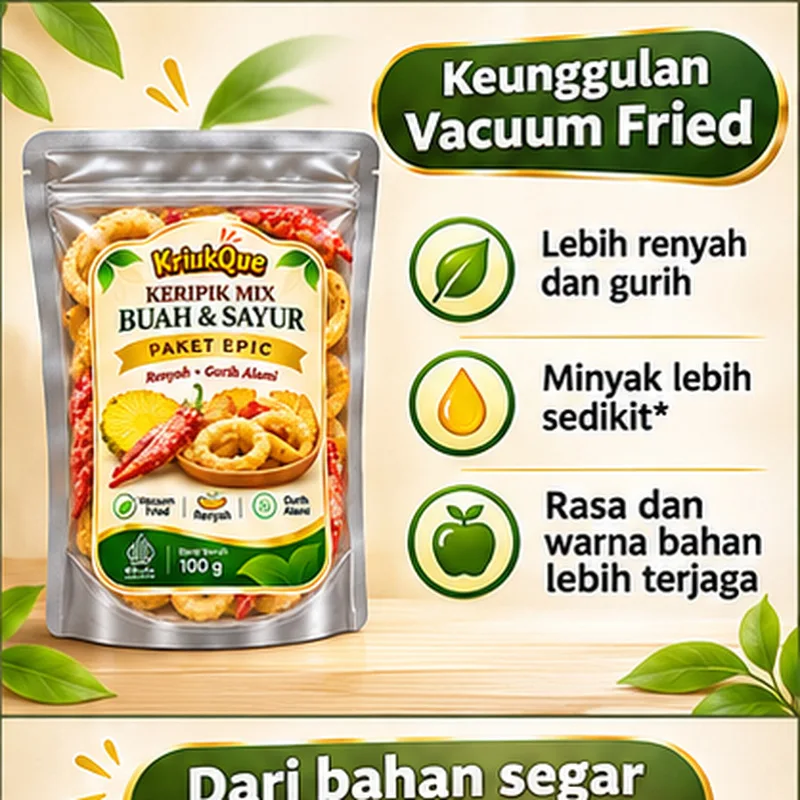 Keunggulan
Vacuum Fried
KriukQue
KERIPIK MIX
BUAH & SAYUR
PAKET EPIC
Renyah • Gurih Alami
Lebih renyah
dan gurih
Minyak lebih
sedikit*
Rasa dan
warna bahan
lebih terjaga
Vacuum
Fried
Renyah
Gurih
Alami
100 g
Dari bahan segar